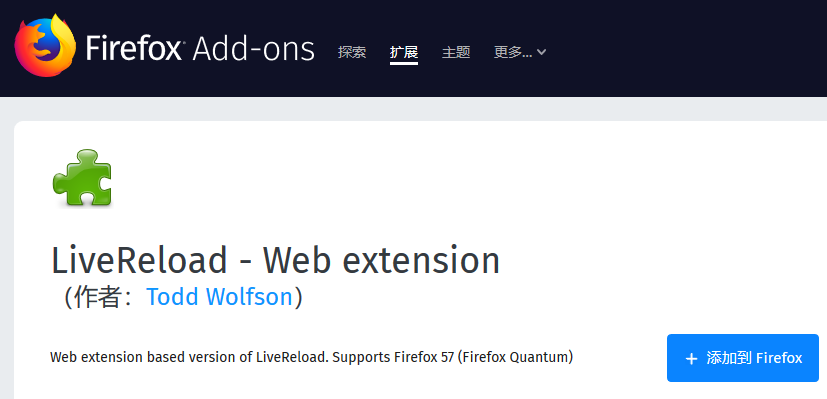 Firefox Add-ons 探索 扩展 主题 更多...
LiveReload - Web extension
（作者：Todd Wolfson）
Web extension based version of LiveReload. Supports Firefox 57 (Firefox Quantum)
+ 添加到 Firefox